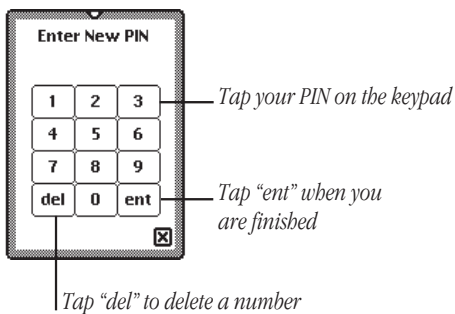 Enter New PIN
1 2 3
Tap your PIN on the keypad
4 5 6
7 8 9
del 0 ent
Tap “ent” when you
are finished
Tap “del” to delete a number